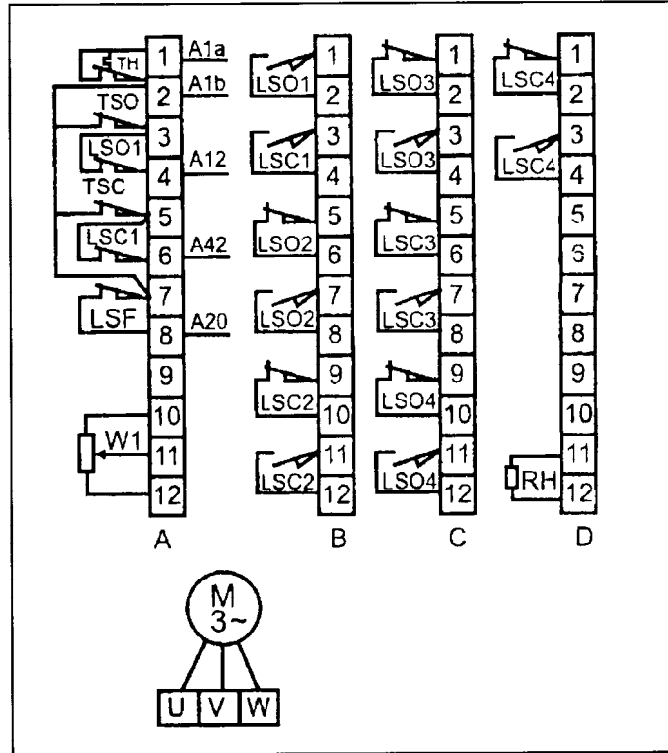 1 A1a 1 1 1
TH LSO1 LSO3 LSC4
2 A1b 2 2 2
TSO
3 3 3 3
LSO1 LSC1 LSO3 LSC4
4 A12 4 4 4
TSC
5 5 5 5
LSC1 LSO2 LSC3
6 A42 6 6 6
7 7 7 7
LSF LSO2 LSC3
8 A20 8 8 8
9 9 9 9
LSC2 LSO4
10 10 10 10
W1 11 11 11 11
LSC2 LSO4 RH
12 12 12 12
A B C D
M
3~
U V W